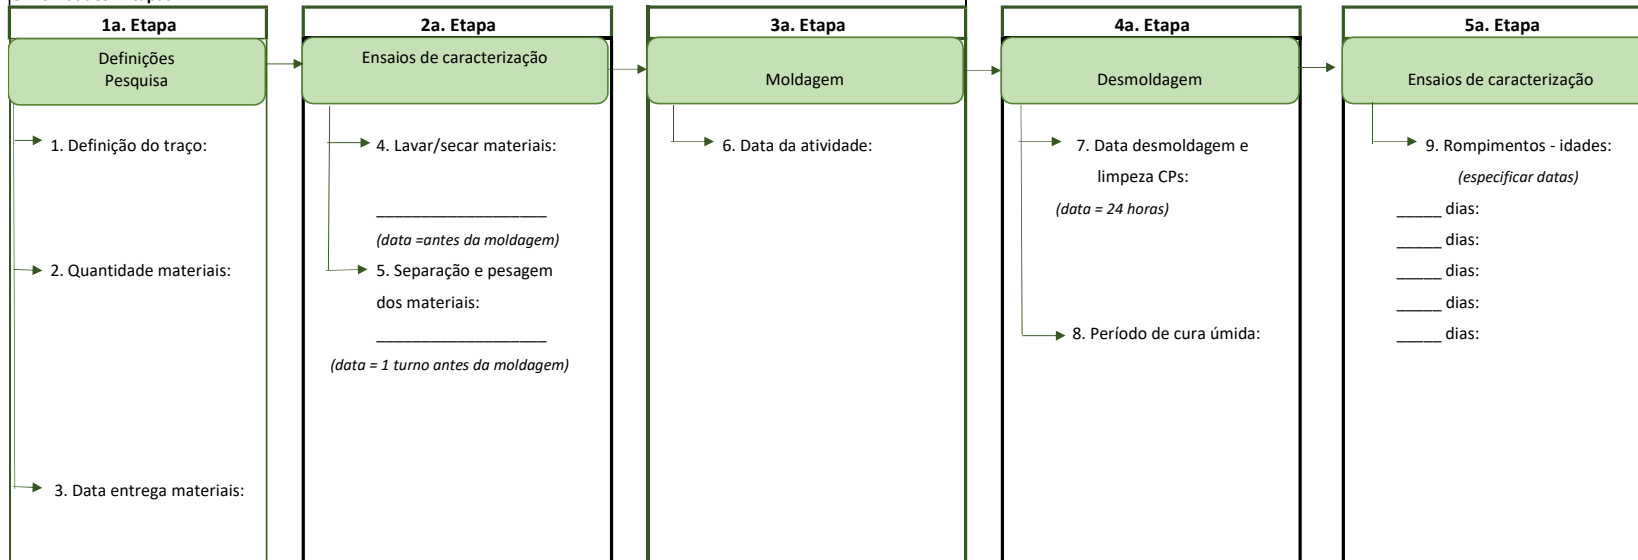 1a. Etapa
Definições
Pesquisa
1. Definição do traço:
2. Quantidade materiais:
3. Data entrega materiais:
2a. Etapa
Ensaios de caracterização
4. Lavar/secar materiais:
___________________
(data =antes da moldagem)
5. Separação e pesagem
dos materiais:
___________________
(data = 1 turno antes da moldagem)
3a. Etapa
Moldagem
6. Data da atividade:
4a. Etapa
Desmoldagem
7. Data desmoldagem e
limpeza CPs:
(data = 24 horas)
8. Período de cura úmida:
5a. Etapa
Ensaios de caracterização
9. Rompimentos - idades:
(especificar datas)
_____ dias:
_____ dias:
_____ dias:
_____ dias:
_____ dias: